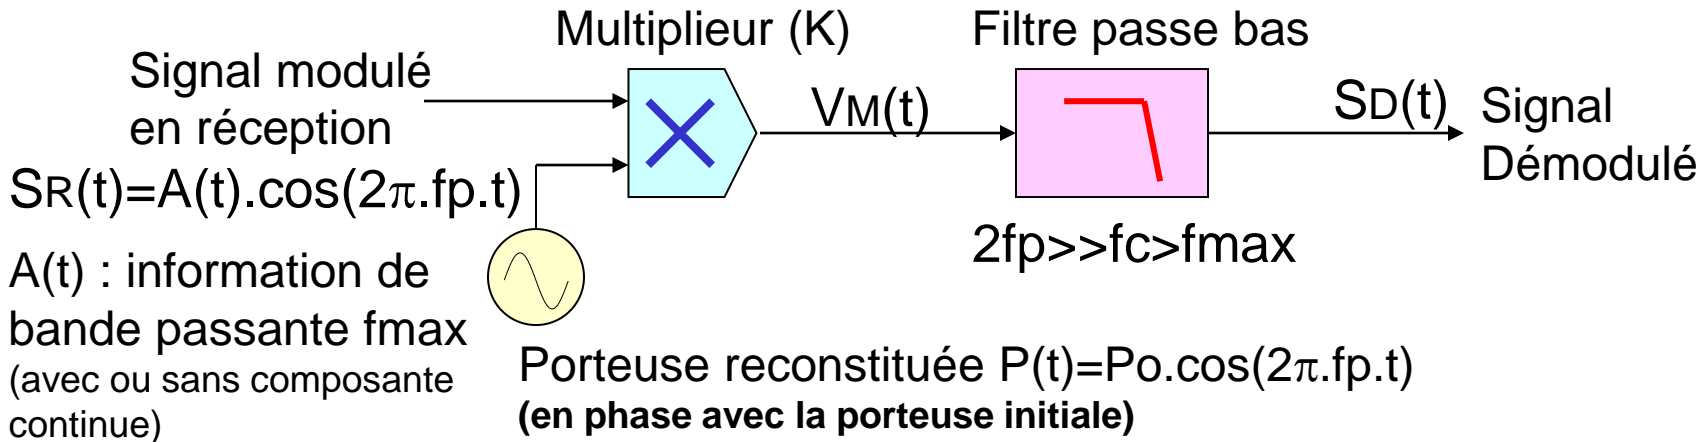 Multiplieur (K)
Filtre passe bas
Signal modulé
en réception
SR(t)=A(t).cos(2π.fp.t)
VM(t)
SD(t)
Signal
Démodulé
2fp>>fc>fmax
A(t) : information de
bande passante fmax
(avec ou sans composante
continue)
Porteuse reconstituée P(t)=Po.cos(2π.fp.t)
(en phase avec la porteuse initiale)